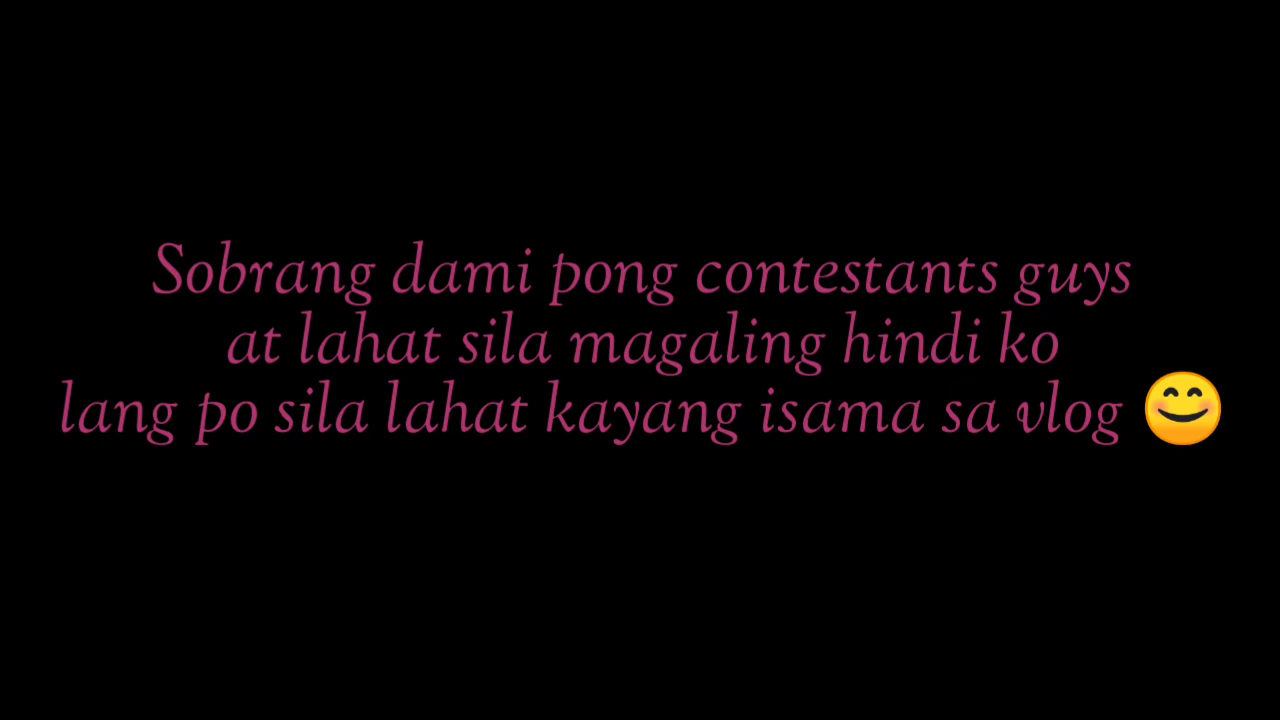 Sobrang dami pong contestants guys
at lahat sila magaling hindi ko
lang po sila lahat kayang isama sa vlog 😊